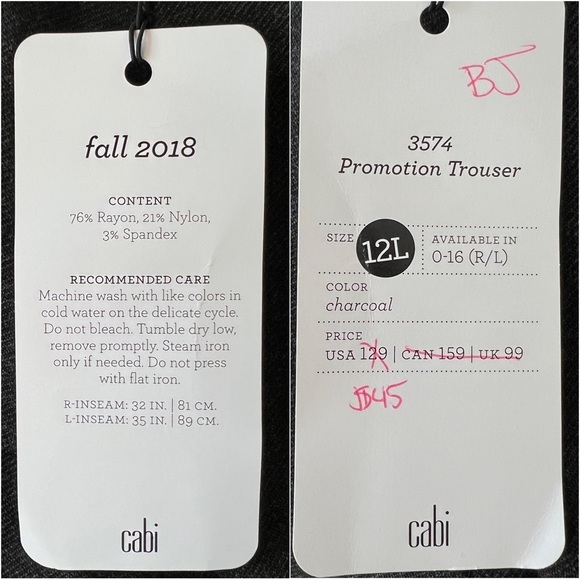 fall 2018
CONTENT
76% Rayon, 21% Nylon,
3% Spandex
RECOMMENDED CARE
Machine wash with like colors in
cold water on the delicate cycle.
Do not bleach. Tumble dry low,
remove promptly. Steam iron
only if needed. Do not press
with flat iron.
R-INSEAM: 32 IN. | 81 CM.
L-INSEAM: 35 IN. | 89 CM.
cabi
BJ
3574
Promotion Trouser
SIZE 12L
AVAILABLE IN
0-16 (R/L)
COLOR
charcoal
PRICE
USA 129 | CAN 159 | UK 99
$45
cabi